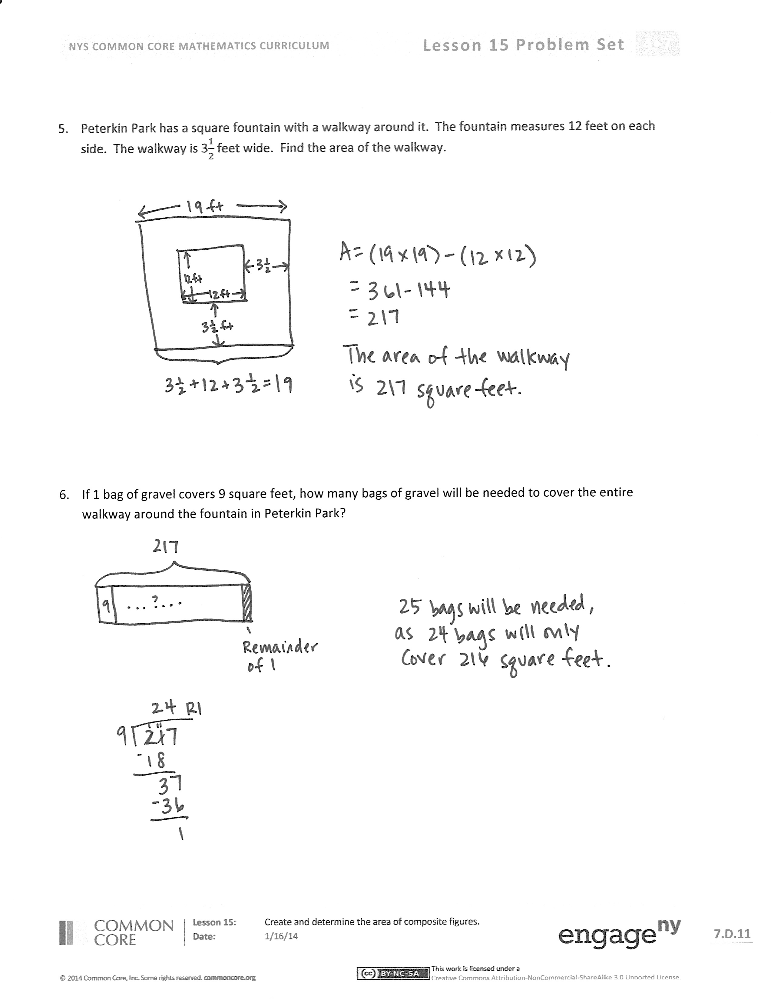 NYS COMMON CORE MATHEMATICS CURRICULUM
Lesson 15 Problem Set 4•7
5. Peterkin Park has a square fountain with a walkway around it. The fountain measures 12 feet on each
side. The walkway is 3 1/2 feet wide. Find the area of the walkway.
19 ft
3 1/2
12 ft
12 ft
3 1/2 ft
3 1/2 + 12 + 3 1/2 = 19
A = (19 × 19) - (12 × 12)
= 361 - 144
= 217
The area of the walkway
is 217 square feet.
6. If 1 bag of gravel covers 9 square feet, how many bags of gravel will be needed to cover the entire
walkway around the fountain in Peterkin Park?
217
9 ...?...
Remainder
of 1
25 bags will be needed,
as 24 bags will only
cover 216 square feet.
24 R1
1 11
9 217
-18
37
-36
1
COMMON
CORE
Lesson 15: Create and determine the area of composite figures.
Date: 1/16/14
engage ny
7.D.11
© 2014 Common Core, Inc. Some rights reserved. commoncore.org
cc BY-NC-SA
This work is licensed under a
Creative Commons Attribution-NonCommercial-ShareAlike 3.0 Unported License.